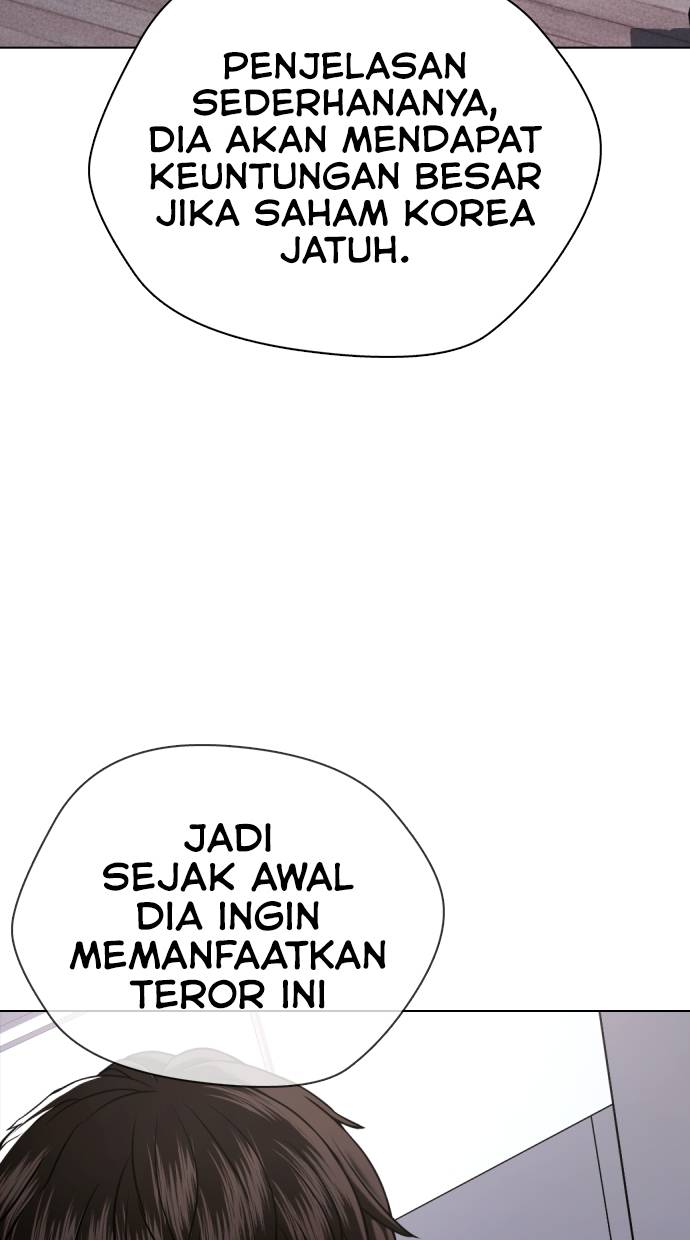 PENJELASAN
SEDERHANANYA,
DIA AKAN MENDAPAT
KEUNTUNGAN BESAR
JIKA SAHAM KOREA
JATUH.
JADI
SEJAK AWAL
DIA INGIN
MEMANFAATKAN
TEROR INI